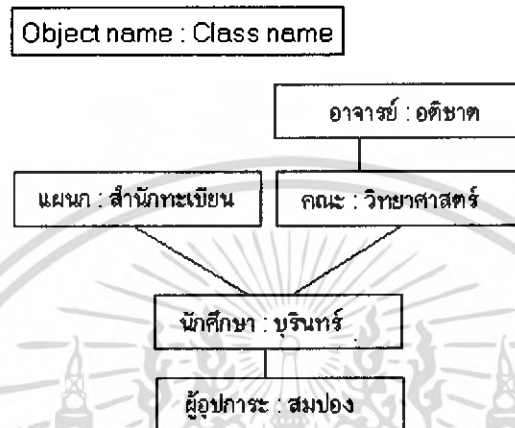 Object name : Class name
อาจารย์ : อติชาต
แผนก : สำนักทะเบียน
คณะ : วิทยาศาสตร์
นักศึกษา : บุรินทร์
ผู้อุปการะ : สมปอง